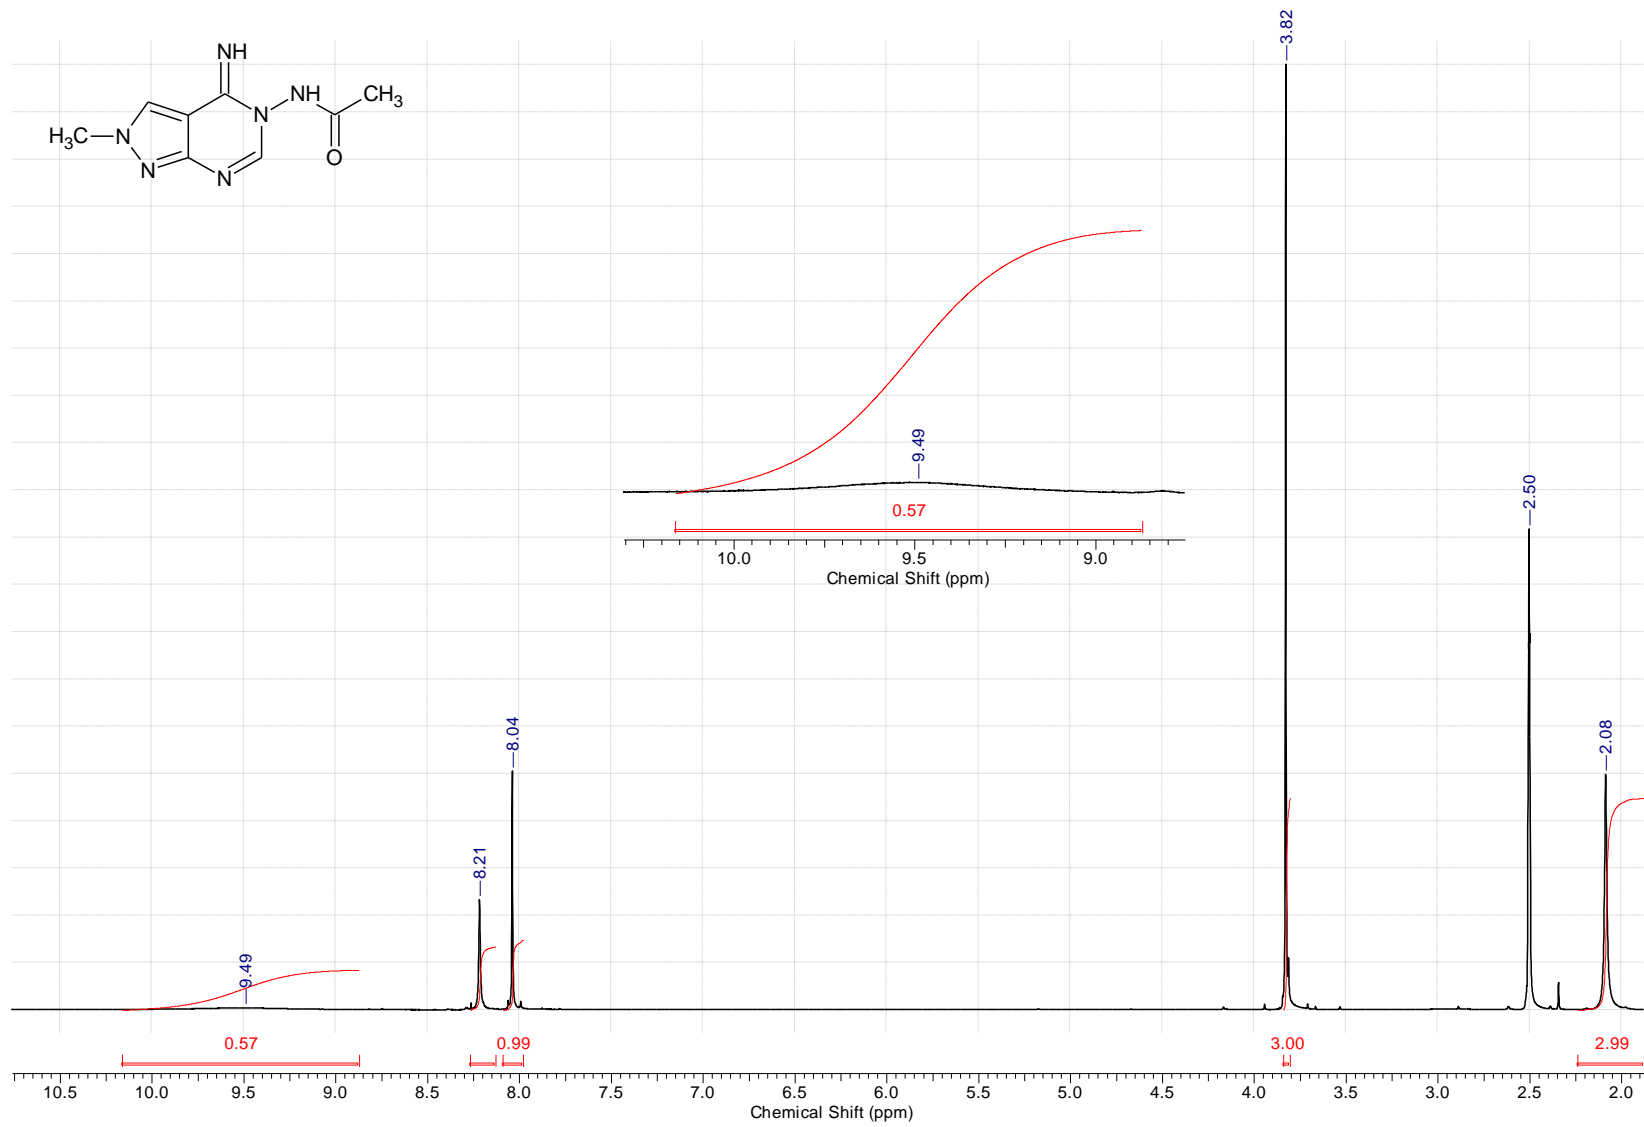 3.82
NH
NH
CH3
N
H3C
N
O
N
N
9.49
0.57
10.0 9.5 9.0
Chemical Shift (ppm)
2.50
8.04
2.08
8.21
9.49
0.57 0.99 3.00 2.99
10.5 10.0 9.5 9.0 8.5 8.0 7.5 7.0 6.5 6.0 5.5 5.0 4.5 4.0 3.5 3.0 2.5 2.0
Chemical Shift (ppm)